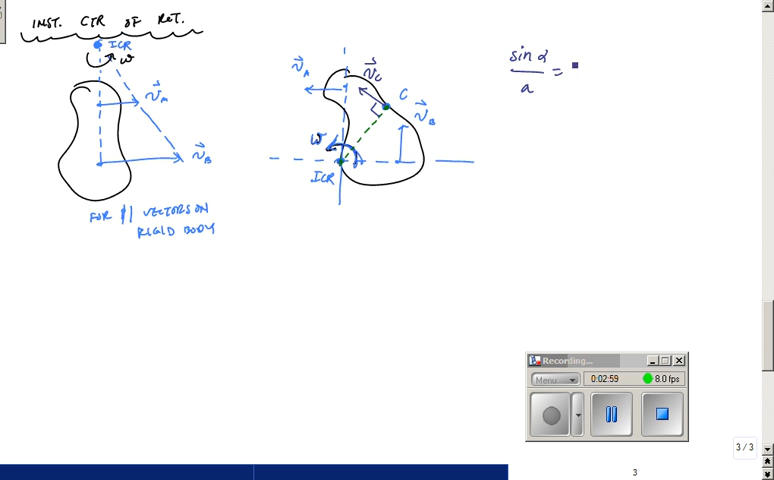 INST. CTR OF ROT.
ICR
ω
v⃗A
v⃗B
FOR || VECTORS ON
RIGID BODY
v⃗A
v⃗C
C
v⃗B
ω
ICR
sin α / a =
Recording...
Menu
0:02:59
8.0 fps
3 / 3
3